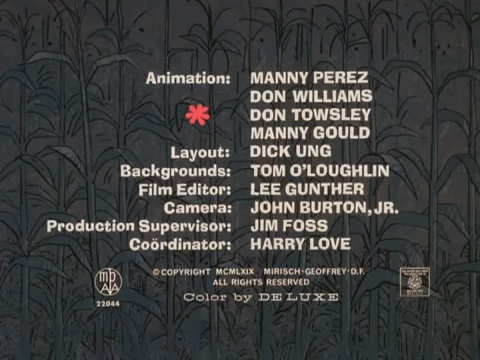 Animation: MANNY PEREZ
DON WILLIAMS
DON TOWSLEY
MANNY GOULD
Layout: DICK UNG
Backgrounds: TOM O'LOUGHLIN
Film Editor: LEE GUNTHER
Camera: JOHN BURTON, JR.
Production Supervisor: JIM FOSS
Coördinator: HARRY LOVE
© COPYRIGHT MCMLXIX MIRISCH-GEOFFREY-D.F.
ALL RIGHTS RESERVED
Color by DE LUXE
MPAA
22044